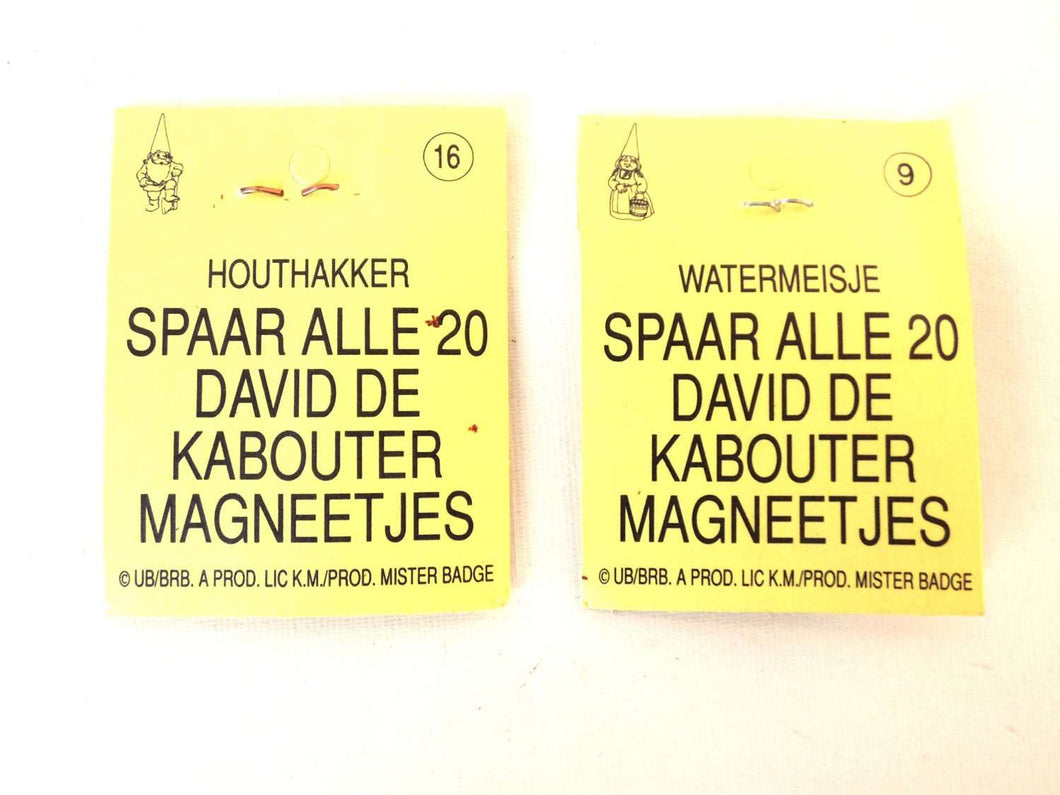 16
HOUTHAKKER
SPAAR ALLE 20
DAVID DE
KABOUTER
MAGNEETJES
© UB/BRB. A PROD. LIC K.M./PROD. MISTER BADGE
9
WATERMEISJE
SPAAR ALLE 20
DAVID DE
KABOUTER
MAGNEETJES
© UB/BRB. A PROD. LIC K.M./PROD. MISTER BADGE